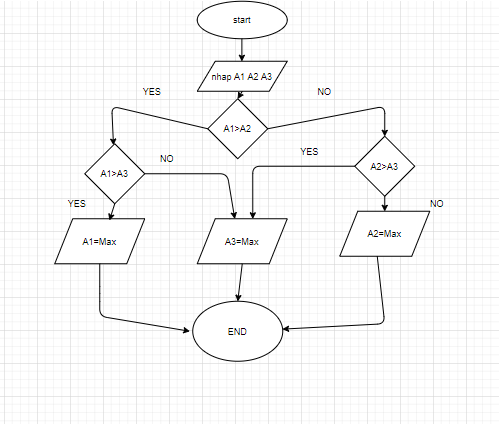 start
nhap A1 A2 A3
YES
NO
A1>A2
NO
YES
A1>A3
A2>A3
YES
NO
A1=Max
A3=Max
A2=Max
END